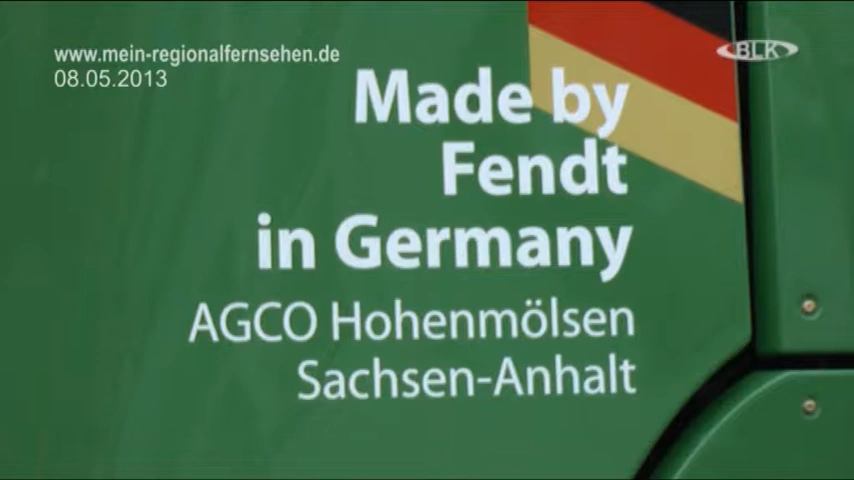 www.mein-regionalfernsehen.de
08.05.2013
BLK
Made by
Fendt
in Germany
AGCO Hohenmölsen
Sachsen-Anhalt